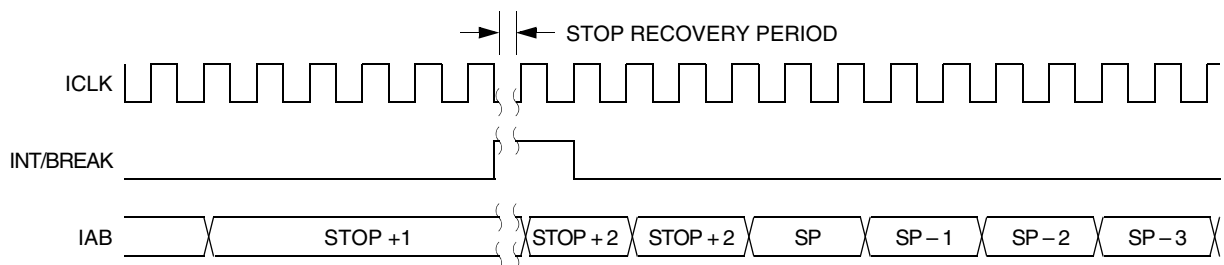 STOP RECOVERY PERIOD
ICLK
INT/BREAK
IAB STOP +1 STOP + 2 STOP + 2 SP SP – 1 SP – 2 SP – 3